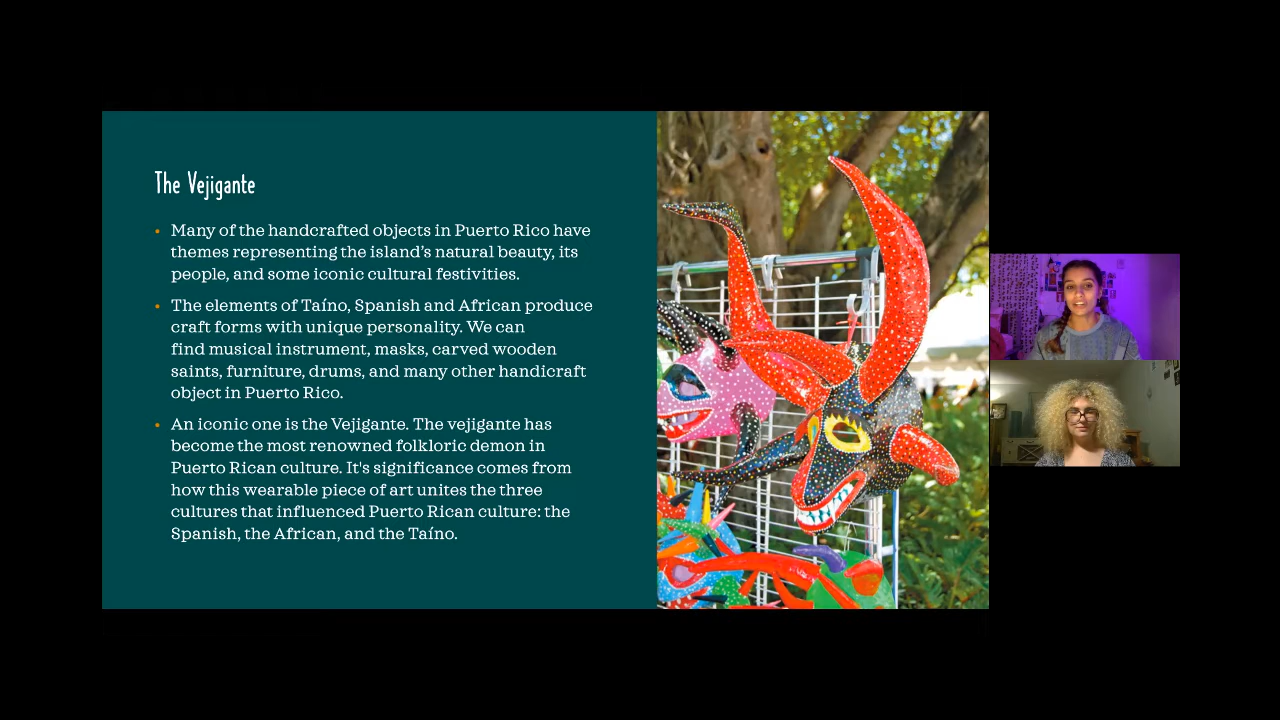 The Vejigante
• Many of the handcrafted objects in Puerto Rico have
themes representing the island's natural beauty, its
people, and some iconic cultural festivities.
• The elements of Taíno, Spanish and African produce
craft forms with unique personality. We can
find musical instrument, masks, carved wooden
saints, furniture, drums, and many other handicraft
object in Puerto Rico.
• An iconic one is the Vejigante. The vejigante has
become the most renowned folkloric demon in
Puerto Rican culture. It's significance comes from
how this wearable piece of art unites the three
cultures that influenced Puerto Rican culture: the
Spanish, the African, and the Taíno.